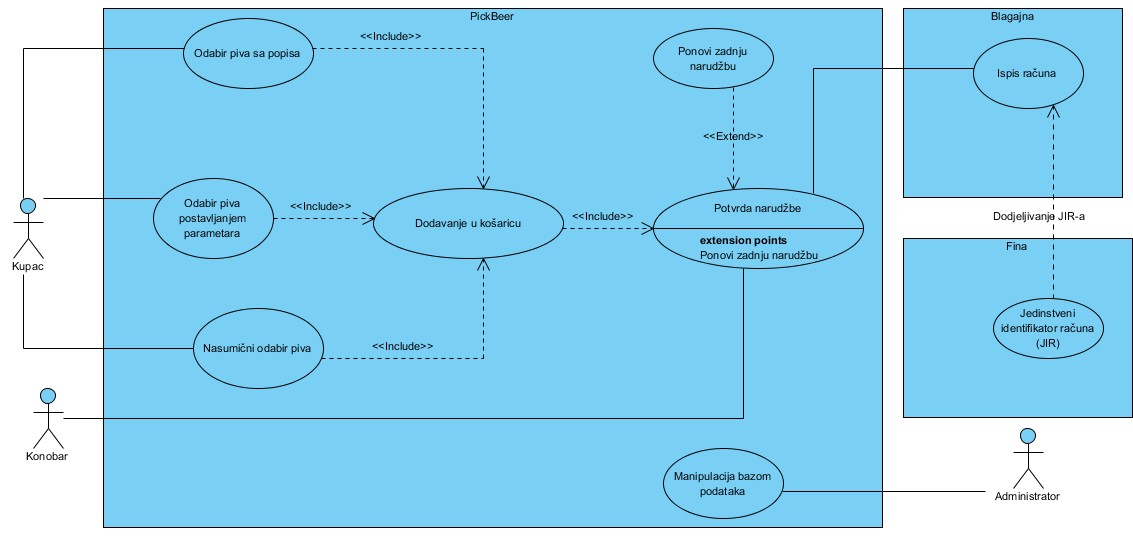 PickBeer
Blagajna
Odabir piva sa popisa
<<Include>>
Ponovi zadnju
narudžbu
Ispis računa
<<Extend>>
Odabir piva
postavljanjem
parametara
<<Include>>
Dodavanje u košaricu
<<Include>>
Potvrda narudžbe
extension points
Ponovi zadnju narudžbu
Dodjeljivanje JIR-a
Fina
Kupac
Jedinstveni
identifikator računa
(JIR)
Nasumični odabir piva
<<Include>>
Konobar
Manipulacija bazom
podataka
Administrator